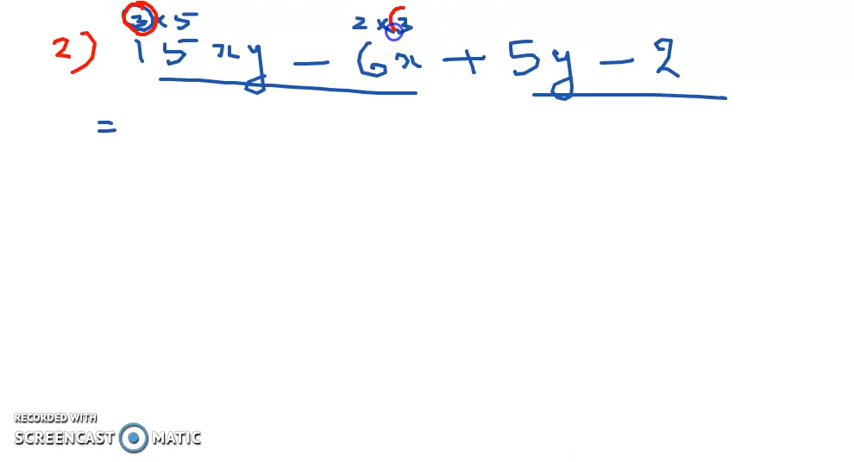 3 × 5 2 × 3
2) 15xy − 6x + 5y − 2
=
RECORDED WITH
SCREENCAST MATIC